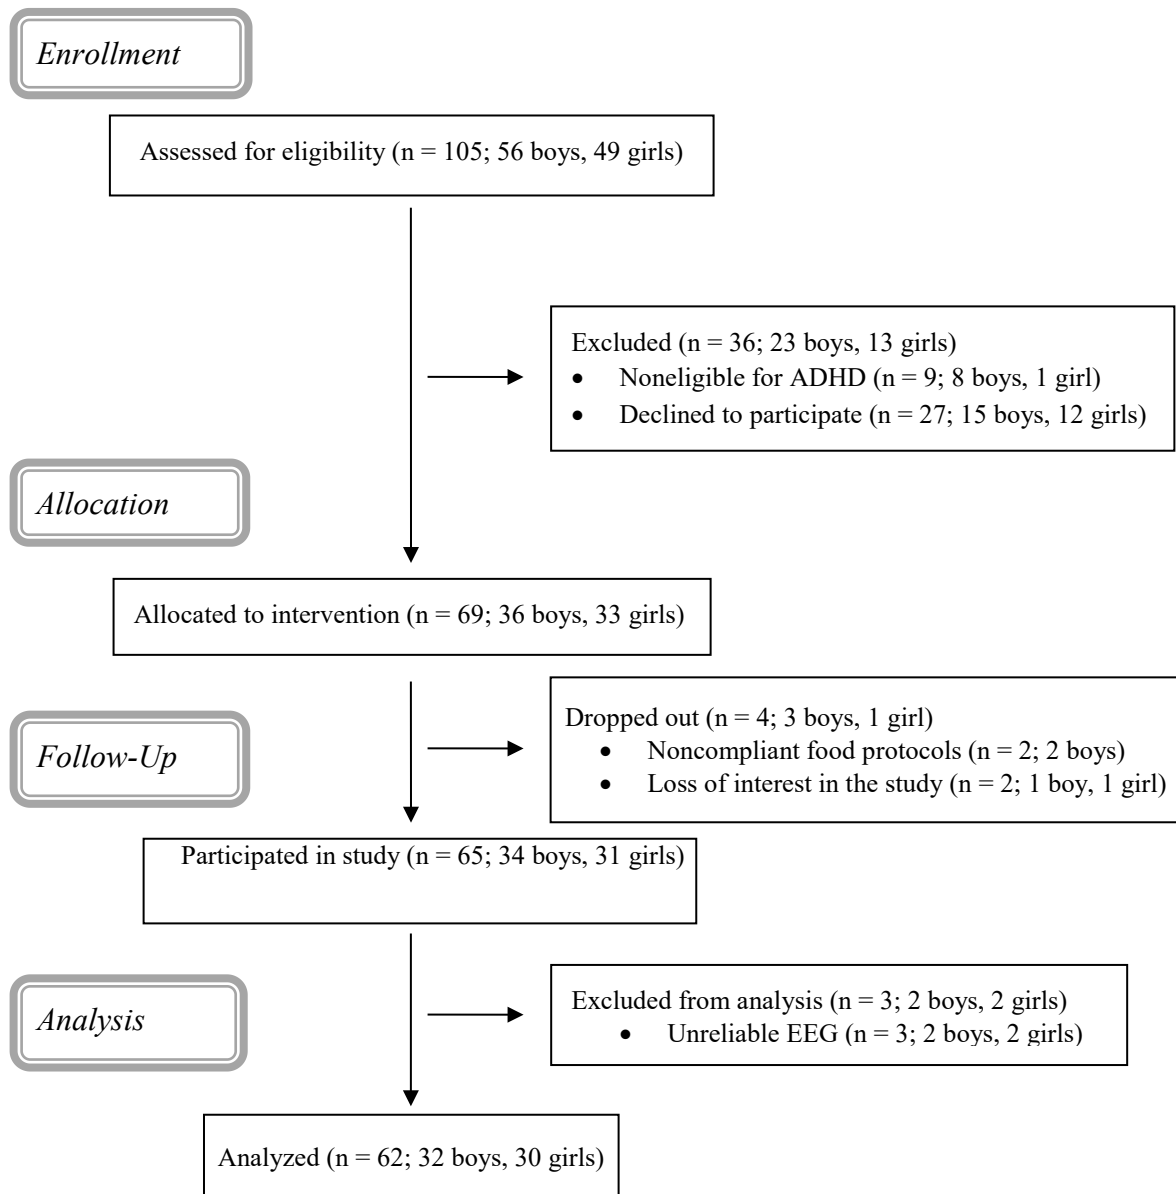 Enrollment
Assessed for eligibility (n = 105; 56 boys, 49 girls)
Excluded (n = 36; 23 boys, 13 girls)
• Noneligible for ADHD (n = 9; 8 boys, 1 girl)
• Declined to participate (n = 27; 15 boys, 12 girls)
Allocation
Allocated to intervention (n = 69; 36 boys, 33 girls)
Dropped out (n = 4; 3 boys, 1 girl)
• Noncompliant food protocols (n = 2; 2 boys)
• Loss of interest in the study (n = 2; 1 boy, 1 girl)
Follow-Up
Participated in study (n = 65; 34 boys, 31 girls)
Excluded from analysis (n = 3; 2 boys, 2 girls)
• Unreliable EEG (n = 3; 2 boys, 2 girls)
Analysis
Analyzed (n = 62; 32 boys, 30 girls)